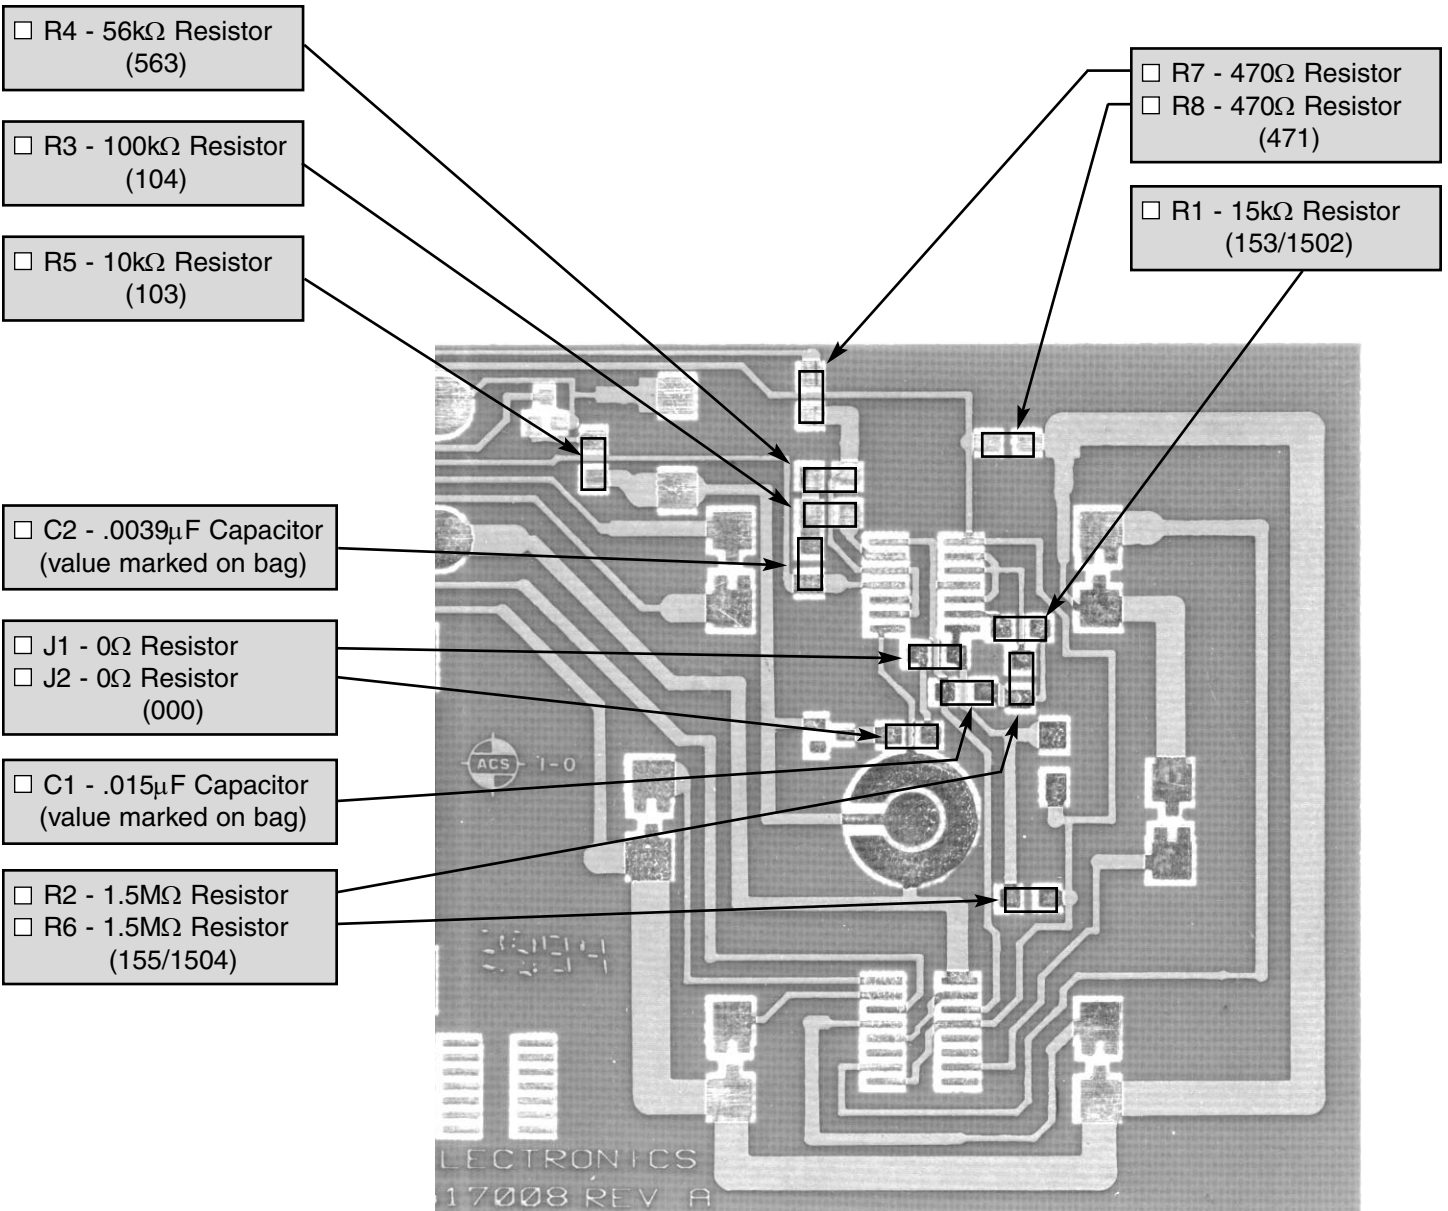 R4 - 56kΩ Resistor
(563)
R3 - 100kΩ Resistor
(104)
R5 - 10kΩ Resistor
(103)
C2 - .0039µF Capacitor
(value marked on bag)
J1 - 0Ω Resistor
J2 - 0Ω Resistor
(000)
C1 - .015µF Capacitor
(value marked on bag)
R2 - 1.5MΩ Resistor
R6 - 1.5MΩ Resistor
(155/1504)
R7 - 470Ω Resistor
R8 - 470Ω Resistor
(471)
R1 - 15kΩ Resistor
(153/1502)
ACS 1-0
LECTRONICS
17008 REV A